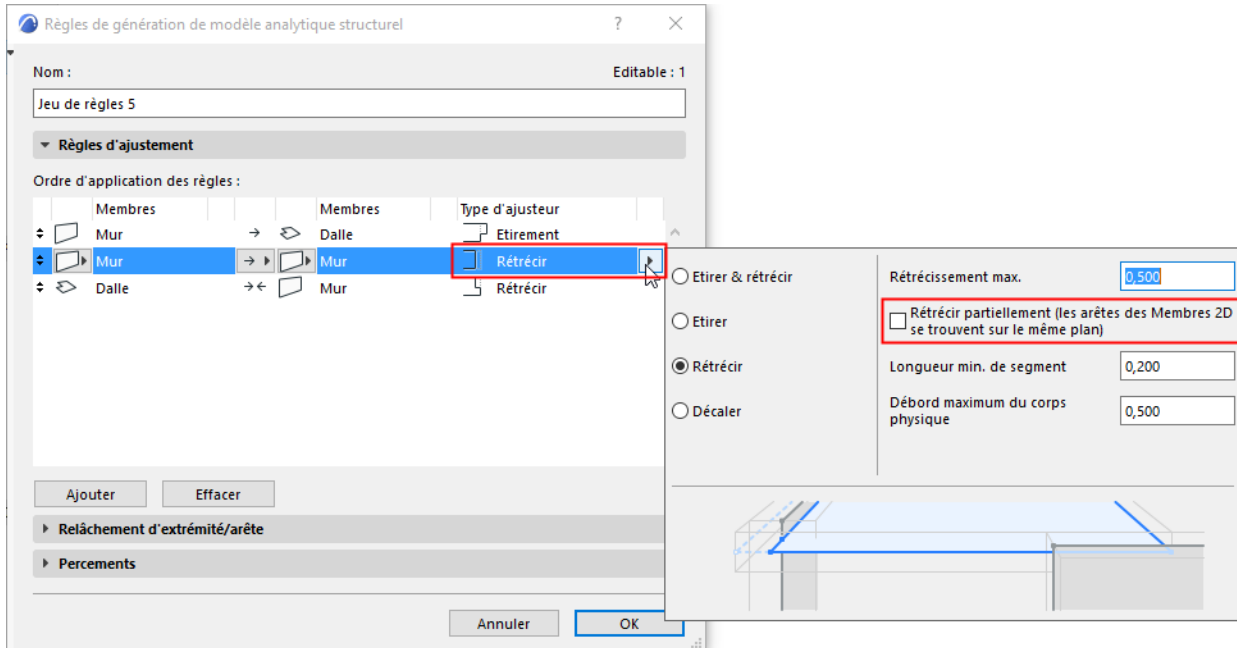 Règles de génération de modèle analytique structurel ?
Nom : Editable : 1
Jeu de règles 5
Règles d'ajustement
Ordre d'application des règles :
Membres Membres Type d'ajusteur
Mur Dalle Etirement
Mur Mur Rétrécir
Dalle Mur Rétrécir
Ajouter Effacer
Relâchement d'extrémité/arête
Percements
Annuler OK
Etirer & rétrécir
Etirer
Rétrécir
Décaler
Rétrécissement max. 0,500
Rétrécir partiellement (les arêtes des Membres 2D
se trouvent sur le même plan)
Longueur min. de segment 0,200
Débord maximum du corps
physique 0,500